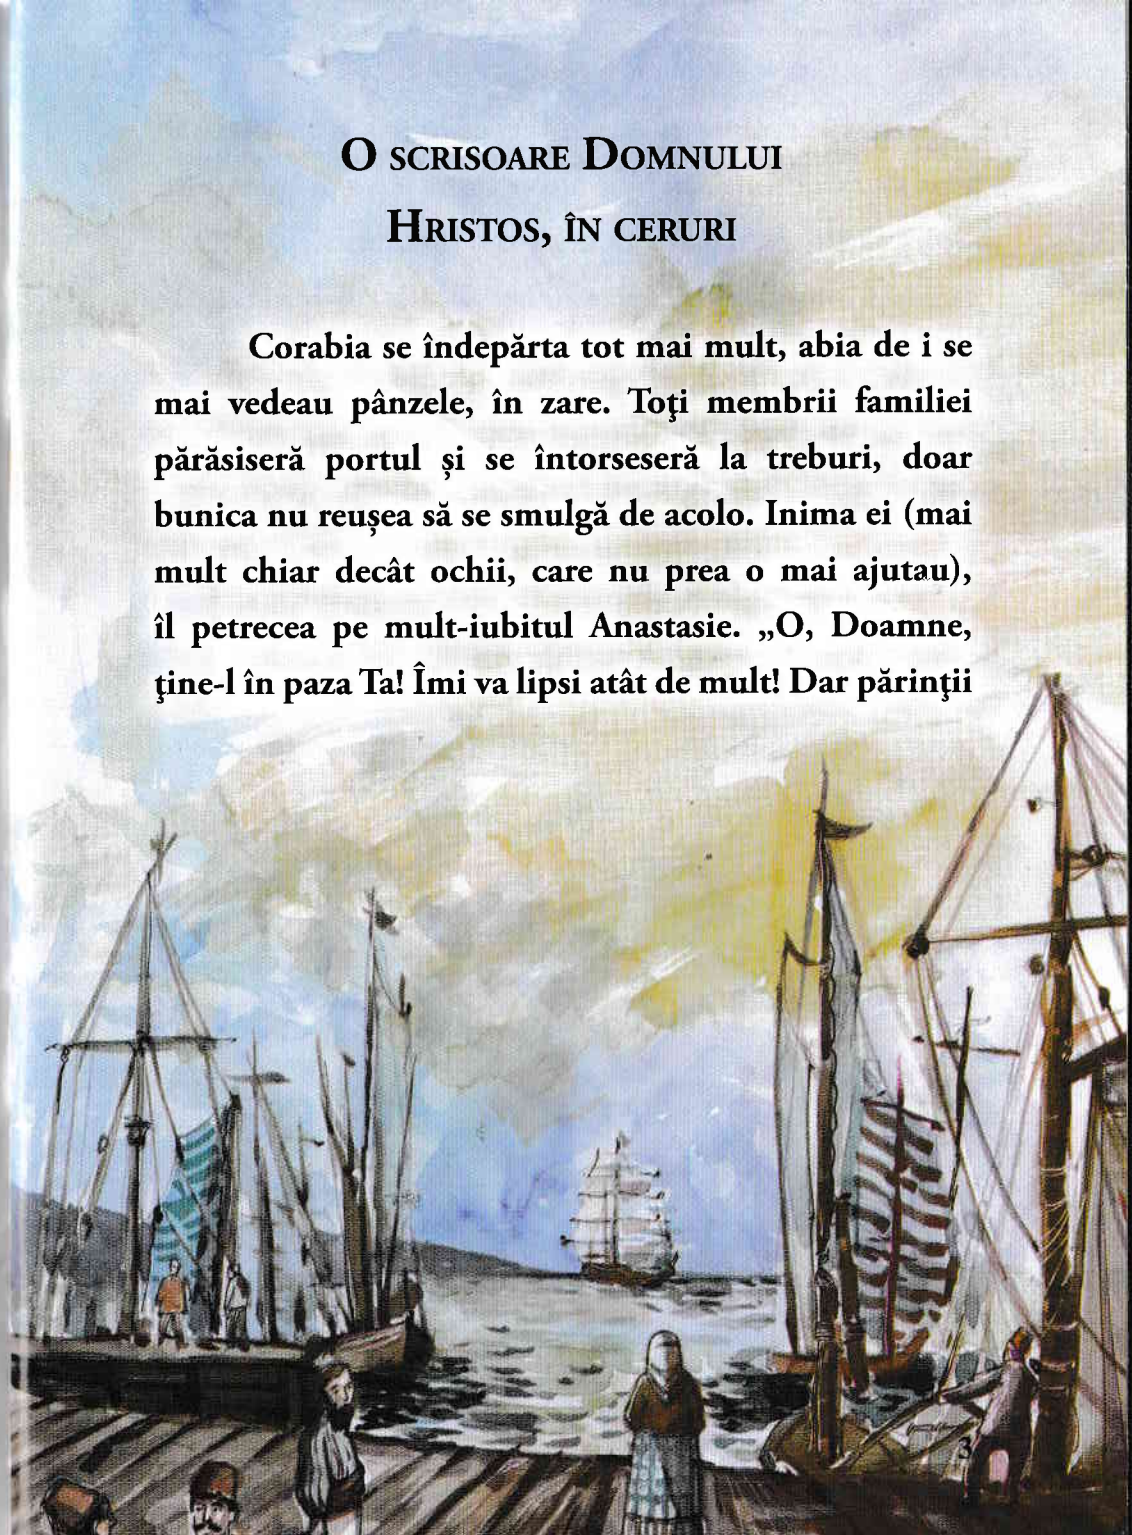 O SCRISOARE DOMNULUI
HRISTOS, ÎN CERURI
Corabia se îndepărta tot mai mult, abia de i se
mai vedeau pânzele, în zare. Toţi membrii familiei
părăsiseră portul și se întorseseră la treburi, doar
bunica nu reușea să se smulgă de acolo. Inima ei (mai
mult chiar decât ochii, care nu prea o mai ajutau),
îl petrecea pe mult-iubitul Anastasie. „O, Doamne,
ţine-l în paza Ta! Îmi va lipsi atât de mult! Dar părinţii
3